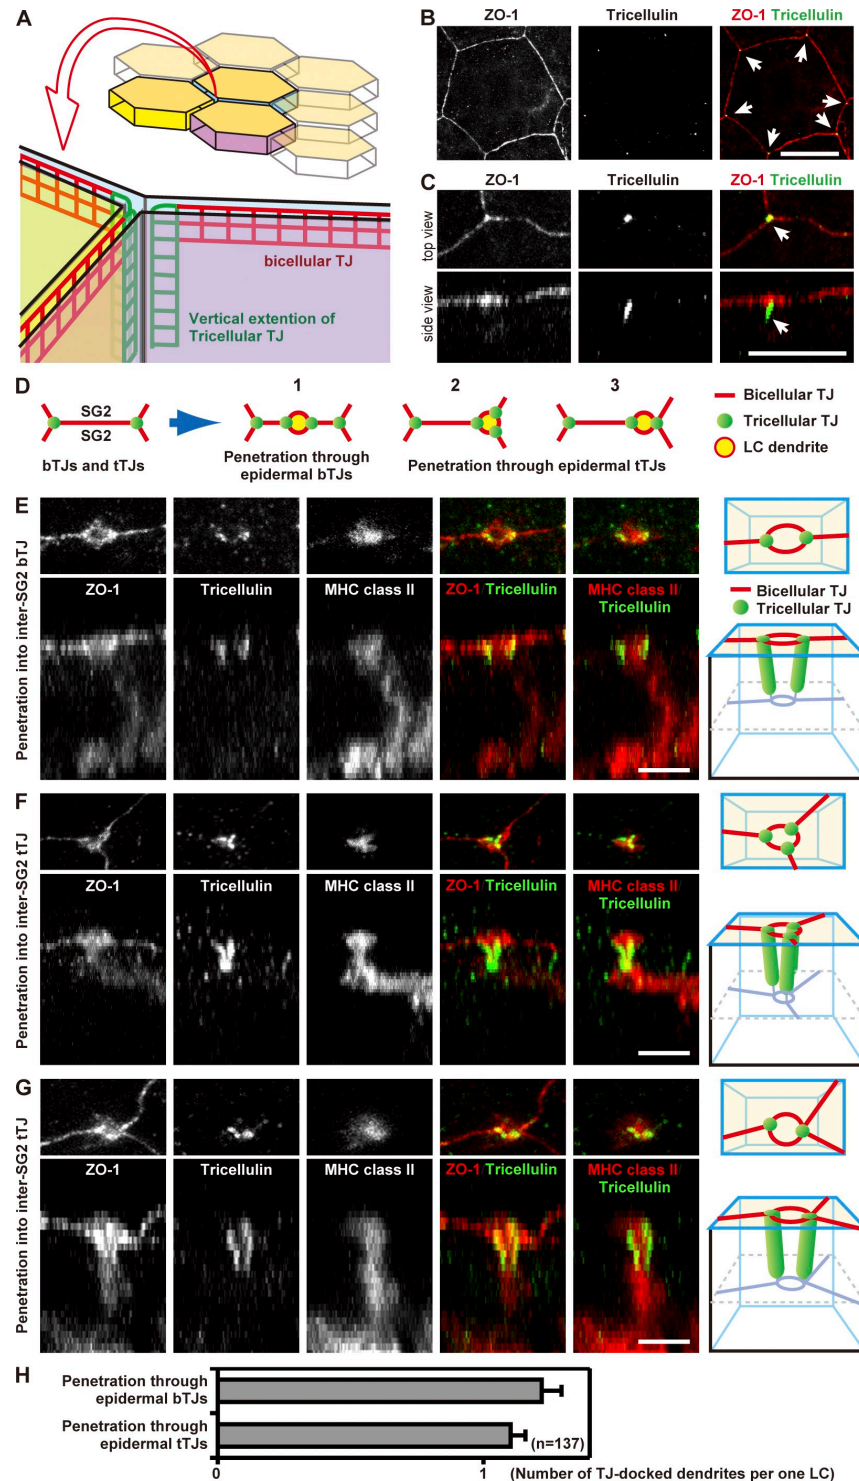 A
bicellular TJ
Vertical extention of
Tricellular TJ
B
ZO-1
Tricellulin
ZO-1 Tricellulin
C
ZO-1
Tricellulin
ZO-1 Tricellulin
top view
side view
D
SG2
SG2
bTJs and tTJs
1
Penetration through
epidermal bTJs
2
3
Penetration through epidermal tTJs
Bicellular TJ
Tricellular TJ
LC dendrite
E
Penetration into inter-SG2 bTJ
ZO-1
Tricellulin
MHC class II
ZO-1/Tricellulin
MHC class II/
Tricellulin
Bicellular TJ
Tricellular TJ
F
Penetration into inter-SG2 tTJ
ZO-1
Tricellulin
MHC class II
ZO-1/Tricellulin
MHC class II/
Tricellulin
G
Penetration into inter-SG2 tTJ
ZO-1
Tricellulin
MHC class II
ZO-1/Tricellulin
MHC class II/
Tricellulin
H
Penetration through
epidermal bTJs
Penetration through
epidermal tTJs
(n=137)
0
1
(Number of TJ-docked dendrites per one LC)